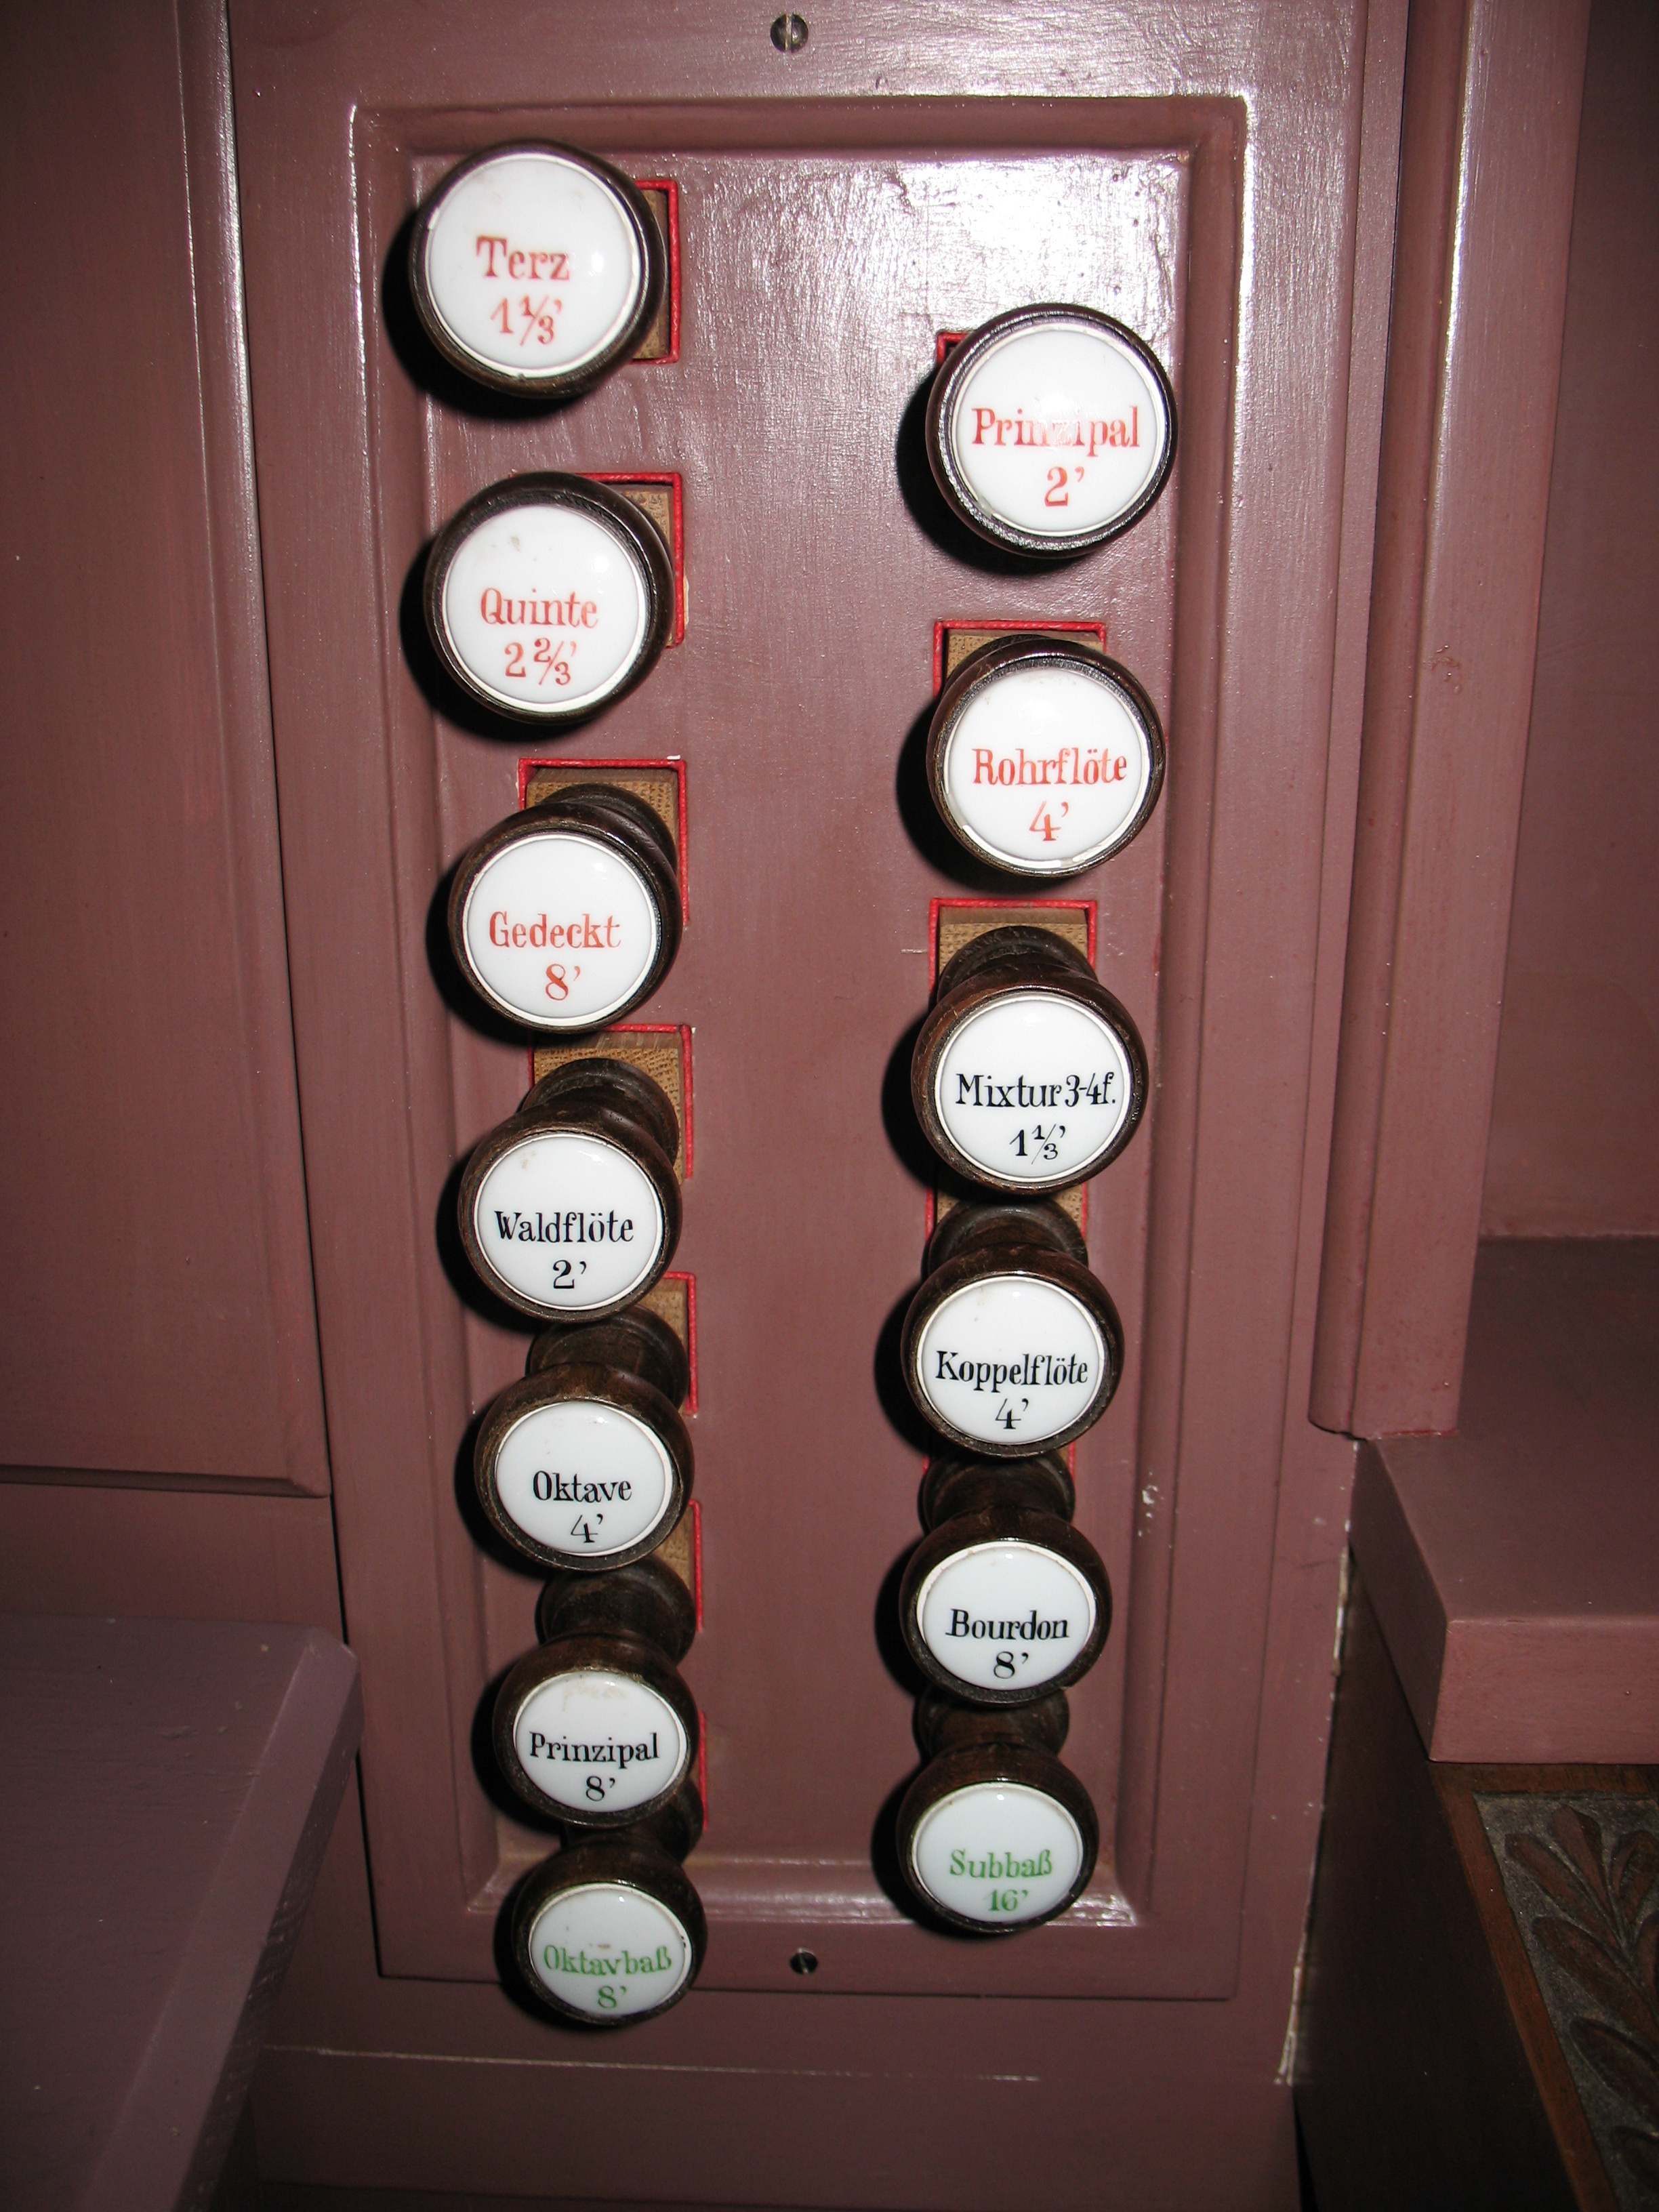 Terz
1⅓'
Prinzipal
2'
Quinte
2⅔'
Rohrflöte
4'
Gedeckt
8'
Mixtur 3-4f.
1⅓'
Waldflöte
2'
Koppelflöte
4'
Oktave
4'
Bourdon
8'
Prinzipal
8'
Subbaß
16'
Oktavbaß
8'